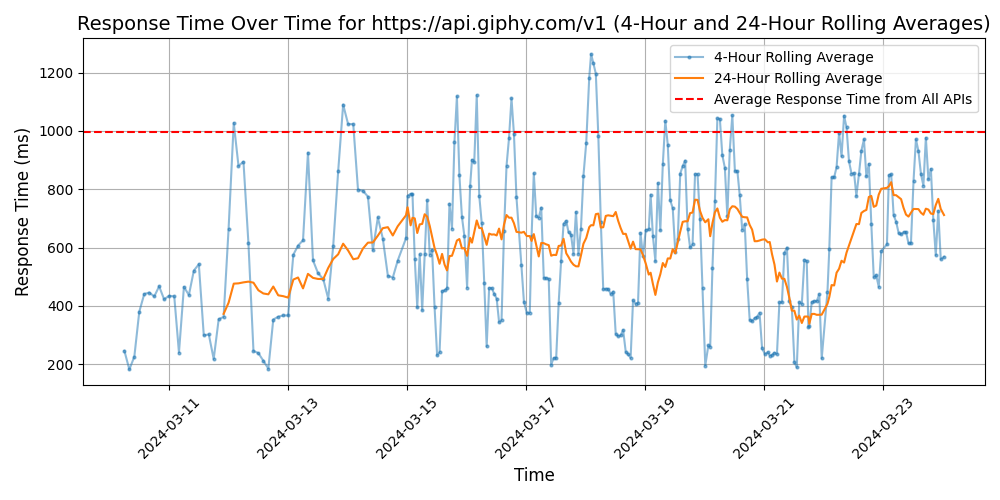 Response Time Over Time for https://api.giphy.com/v1 (4-Hour and 24-Hour Rolling Averages)
4-Hour Rolling Average
24-Hour Rolling Average
Average Response Time from All APIs
Response Time (ms)
1200
1000
800
600
400
200
2024-03-11
2024-03-13
2024-03-15
2024-03-17
2024-03-19
2024-03-21
2024-03-23
Time